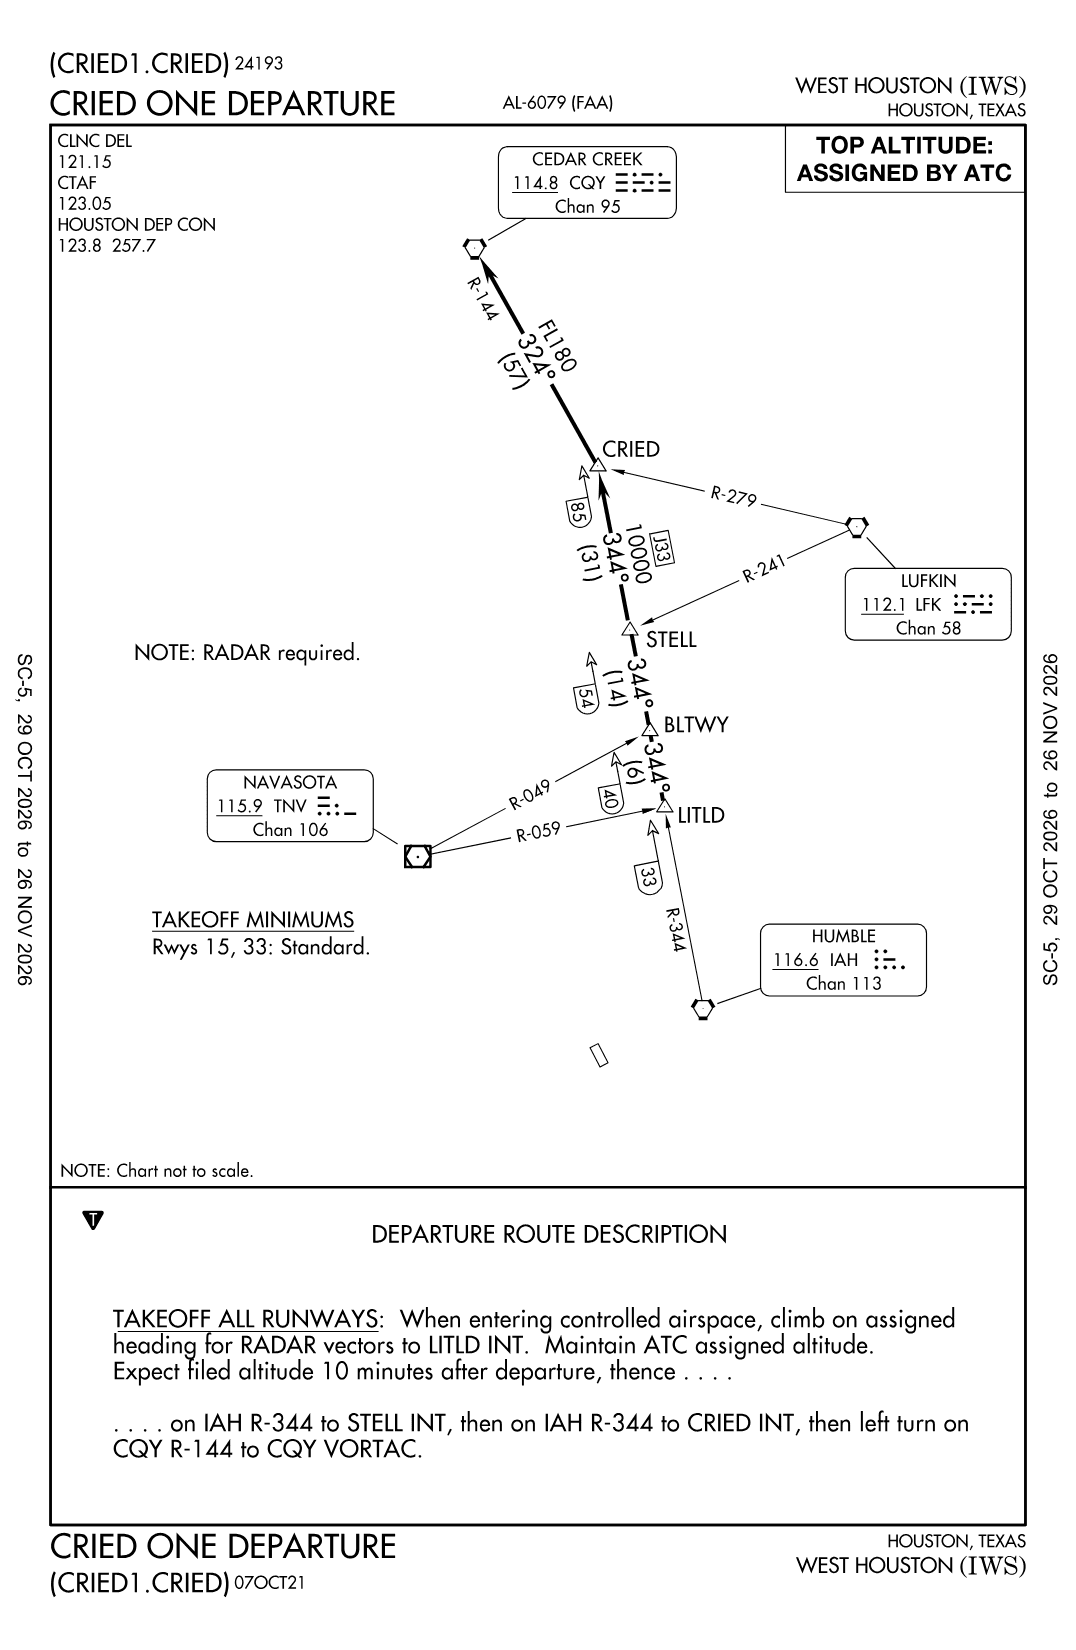 (CRIED1.CRIED) 24193
CRIED ONE DEPARTURE
AL-6079 (FAA)
WEST HOUSTON (IWS)
HOUSTON, TEXAS
CLNC DEL
121.15
CTAF
123.05
HOUSTON DEP CON
123.8 257.7
TOP ALTITUDE:
ASSIGNED BY ATC
CEDAR CREEK
114.8 CQY
Chan 95
R-144
FL180
324°
(57)
CRIED
85
R-279
J33
10000
344°
(31)
R-241
LUFKIN
112.1 LFK
Chan 58
STELL
NOTE: RADAR required.
344°
(14)
54
BLTWY
344°
(6)
40
R-049
NAVASOTA
115.9 TNV
Chan 106
R-059
LITLD
33
R-344
TAKEOFF MINIMUMS
Rwys 15, 33: Standard.
HUMBLE
116.6 IAH
Chan 113
NOTE: Chart not to scale.
SC-5, 29 OCT 2026 to 26 NOV 2026
SC-5, 29 OCT 2026 to 26 NOV 2026
T
DEPARTURE ROUTE DESCRIPTION
TAKEOFF ALL RUNWAYS: When entering controlled airspace, climb on assigned
heading for RADAR vectors to LITLD INT. Maintain ATC assigned altitude.
Expect filed altitude 10 minutes after departure, thence . . . .
. . . . on IAH R-344 to STELL INT, then on IAH R-344 to CRIED INT, then left turn on
CQY R-144 to CQY VORTAC.
CRIED ONE DEPARTURE
(CRIED1.CRIED) 07OCT21
HOUSTON, TEXAS
WEST HOUSTON (IWS)